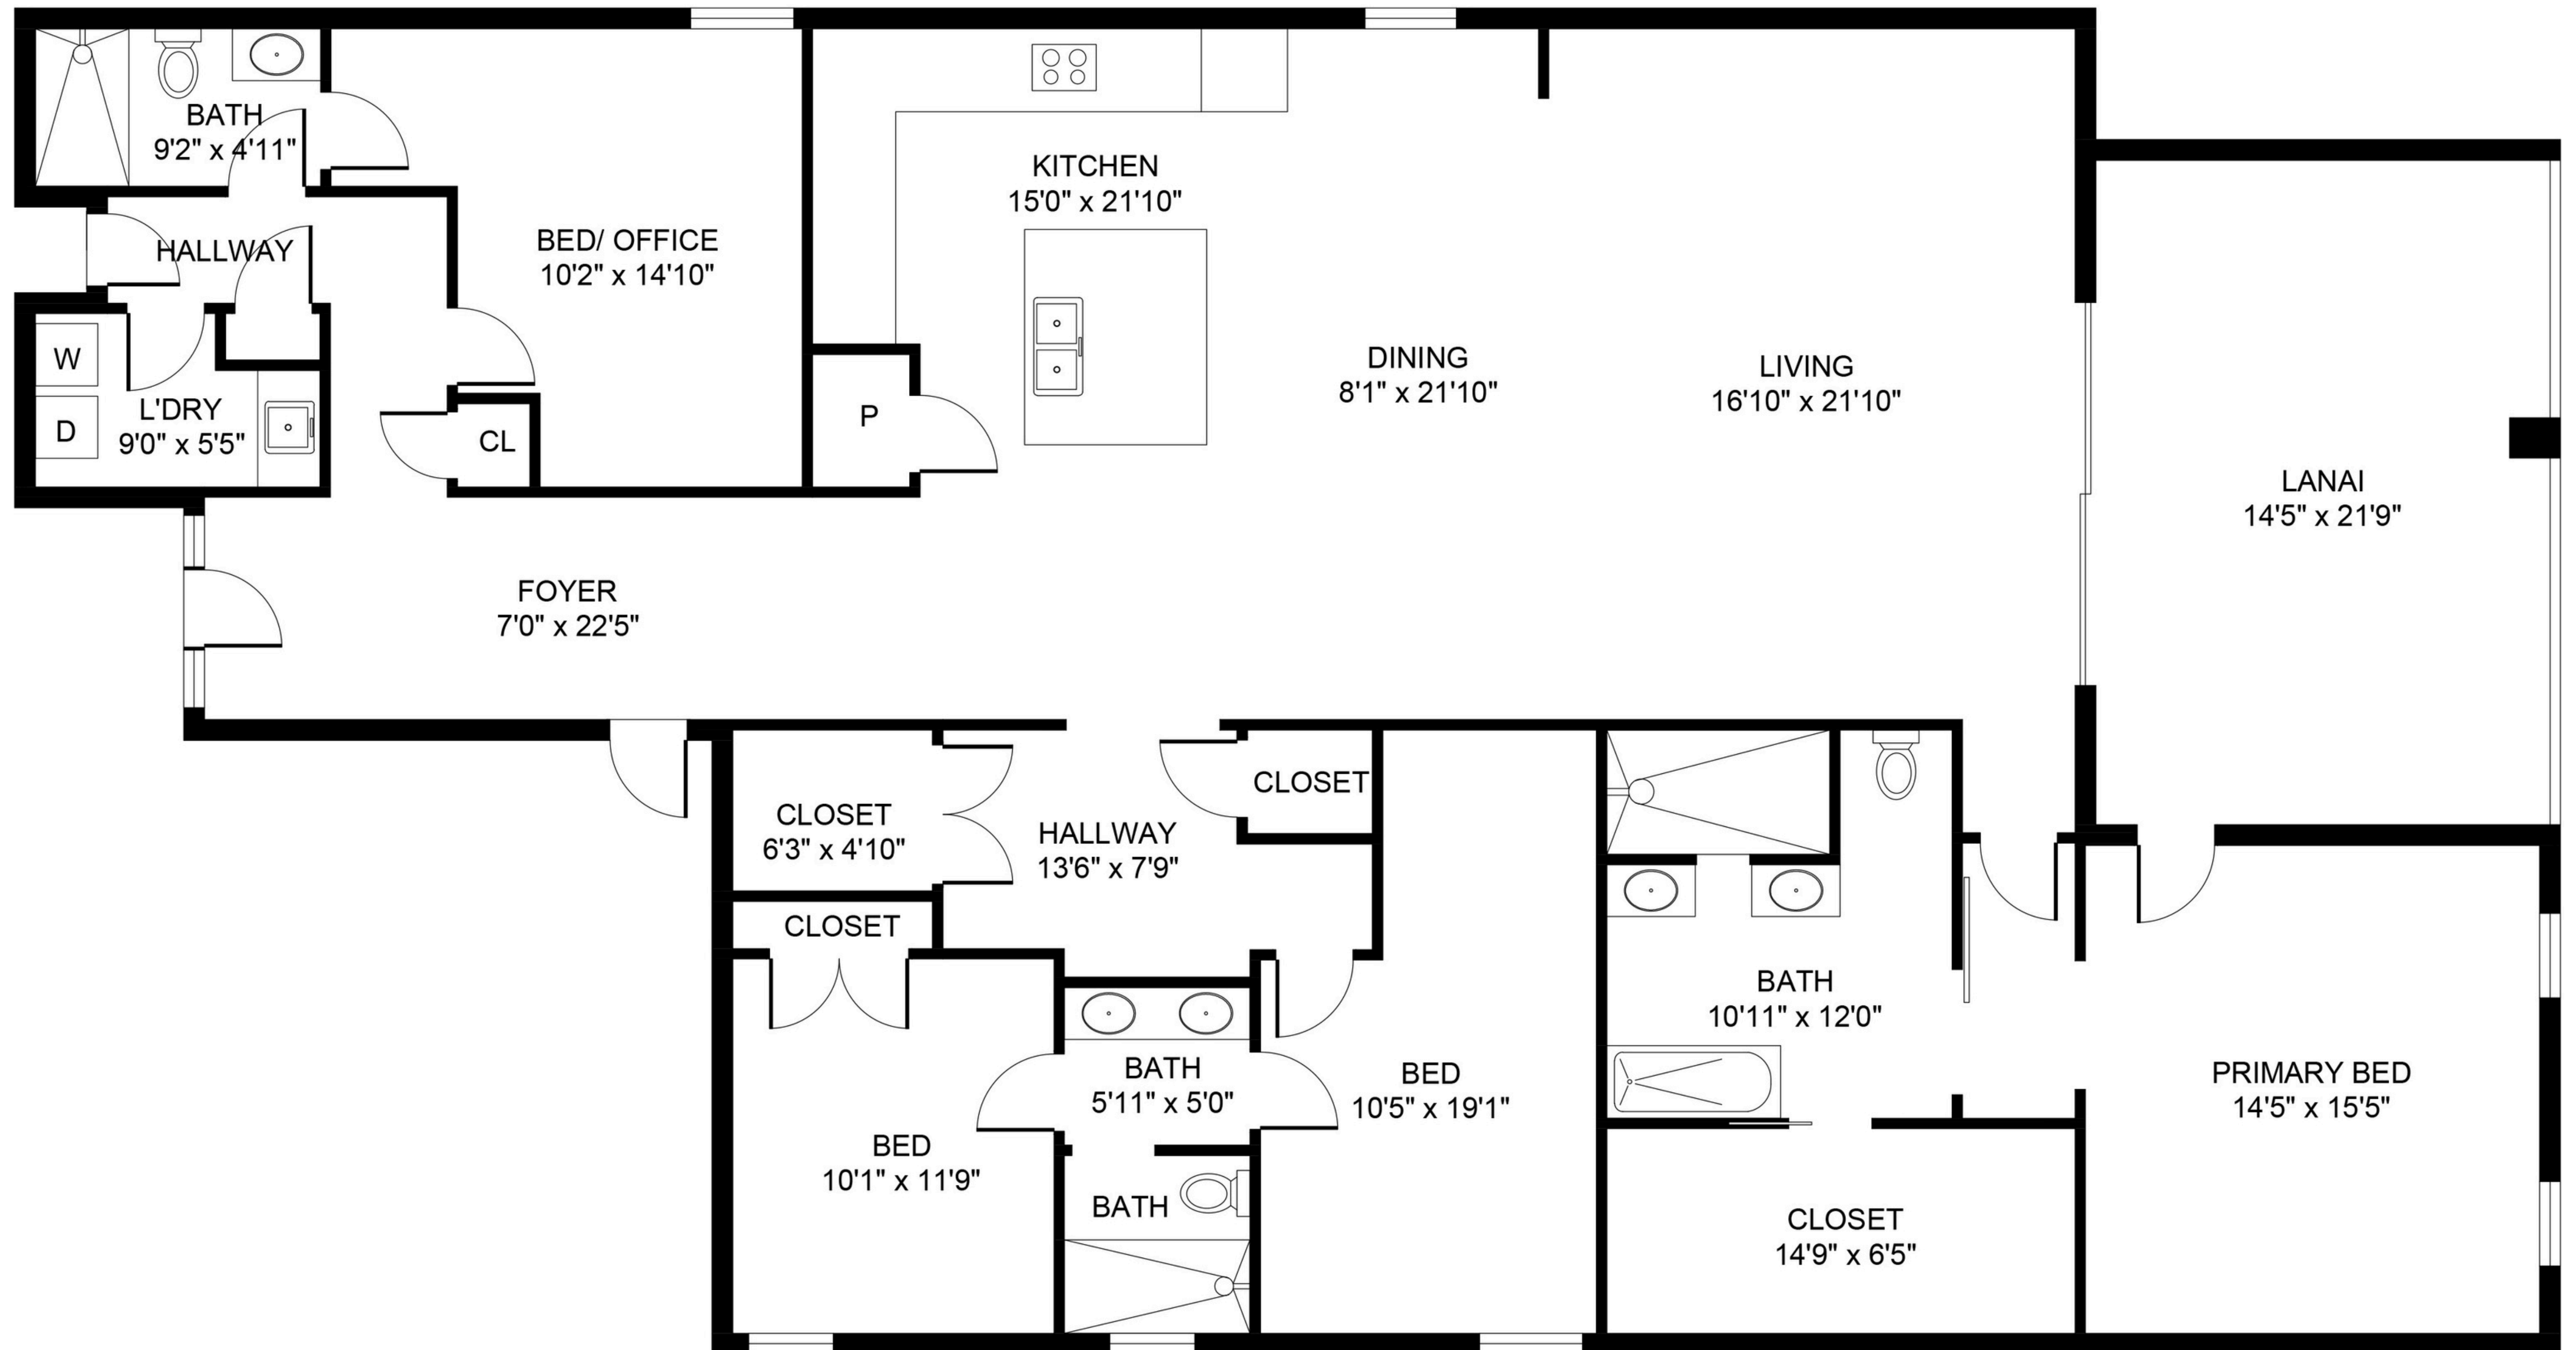 BATH
9'2" x 4'11"
HALLWAY
BED/ OFFICE
10'2" x 14'10"
KITCHEN
15'0" x 21'10"
W
D
L'DRY
9'0" x 5'5"
CL
P
DINING
8'1" x 21'10"
LIVING
16'10" x 21'10"
LANAI
14'5" x 21'9"
FOYER
7'0" x 22'5"
CLOSET
6'3" x 4'10"
HALLWAY
13'6" x 7'9"
CLOSET
CLOSET
BATH
5'11" x 5'0"
BED
10'1" x 11'9"
BATH
BED
10'5" x 19'1"
BATH
10'11" x 12'0"
CLOSET
14'9" x 6'5"
PRIMARY BED
14'5" x 15'5"